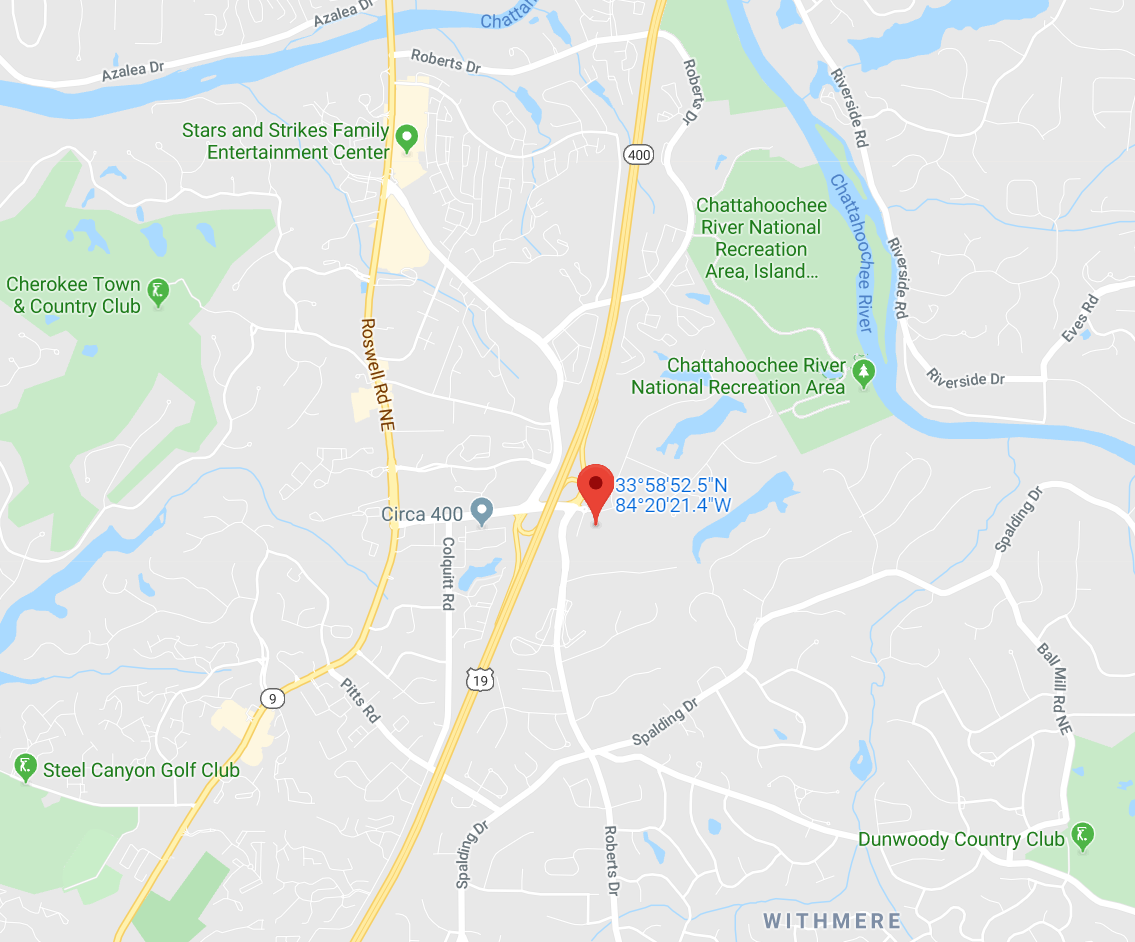 Azalea Dr
Chattah
Azalea Dr
Roberts Dr
Roberts Dr
Riverside Rd
Stars and Strikes Family
Entertainment Center
400
Chattahoochee
River National
Recreation
Area, Island...
Chattahoochee River
Riverside Rd
Cherokee Town
& Country Club
Eves Rd
Roswell Rd NE
Chattahoochee River
National Recreation Area
Riverside Dr
33°58'52.5"N
84°20'21.4"W
Circa 400
Spalding Dr
Colquitt Rd
19
Ball Mill Rd NE
9
Pitts Rd
Spalding Dr
Steel Canyon Golf Club
Spalding Dr
Roberts Dr
Dunwoody Country Club
WITHMERE